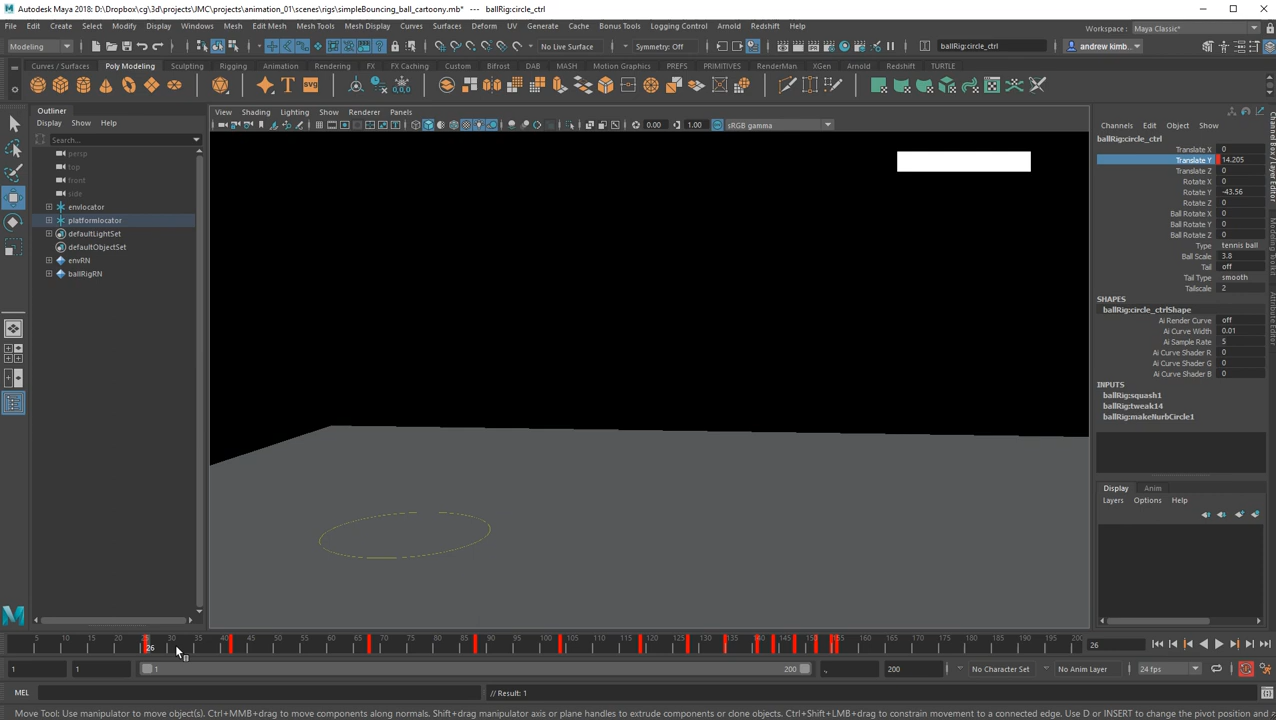 Autodesk Maya 2018: D:\Dropbox\cg\3d\projects\JMC\projects\animation_01\scenes\rigs\simpleBouncing_ball_cartoony.mb*  ---  ballRig:circle_ctrl
File Edit Create Select Modify Display Windows Mesh Edit Mesh Mesh Tools Mesh Display Curves Surfaces Deform UV Generate Cache Bonus Tools Logging Control Arnold Redshift Help Workspace : Maya Classic*
Modeling No Live Surface Symmetry: Off ballRig:circle_ctrl andrew kimb...
Curves / Surfaces Poly Modeling Sculpting Rigging Animation Rendering FX FX Caching Custom Bifrost DAB MASH Motion Graphics PREFS PRIMITIVES RenderMan XGen Arnold Redshift TURTLE
Outliner
Display Show Help
Search...
persp
top
front
side
envlocator
platformlocator
defaultLightSet
defaultObjectSet
envRN
ballRigRN
View Shading Lighting Show Renderer Panels
0.00 1.00 sRGB gamma
Channels Edit Object Show
ballRig:circle_ctrl
Translate X 0
Translate Y 14.205
Translate Z 0
Rotate X 0
Rotate Y -43.56
Rotate Z 0
Ball Rotate X 0
Ball Rotate Y 0
Ball Rotate Z 0
Type tennis ball
Ball Scale 3.8
Tail off
Tail Type smooth
Tailscale 2
SHAPES
ballRig:circle_ctrlShape
Ai Render Curve off
Ai Curve Width 0.01
Ai Sample Rate 5
Ai Curve Shader R 0
Ai Curve Shader G 0
Ai Curve Shader B 0
INPUTS
ballRig:squash1
ballRig:tweak14
ballRig:makeNurbCircle1
Display Anim
Layers Options Help
Channel Box / Layer Editor
Modeling Toolkit
Attribute Editor
5 10 15 20 25 30 35 40 45 50 55 60 65 70 75 80 85 90 95 100 105 110 115 120 125 130 135 140 145 150 155 160 165 170 175 180 185 190 195 200
26 26
1 1 1 200 200 No Character Set No Anim Layer 24 fps
MEL // Result: 1
Move Tool: Use manipulator to move object(s). Ctrl+MMB+drag to move components along normals. Shift+drag manipulator axis or plane handles to extrude components or clone objects. Ctrl+Shift+LMB+drag to constrain movement to a connected edge. Use D or INSERT to change the pivot position and a